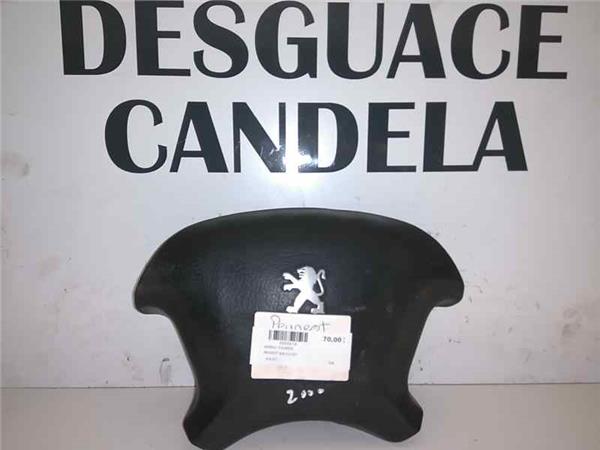 DESGUACE
CANDELA
Peugeot
70,00
2000